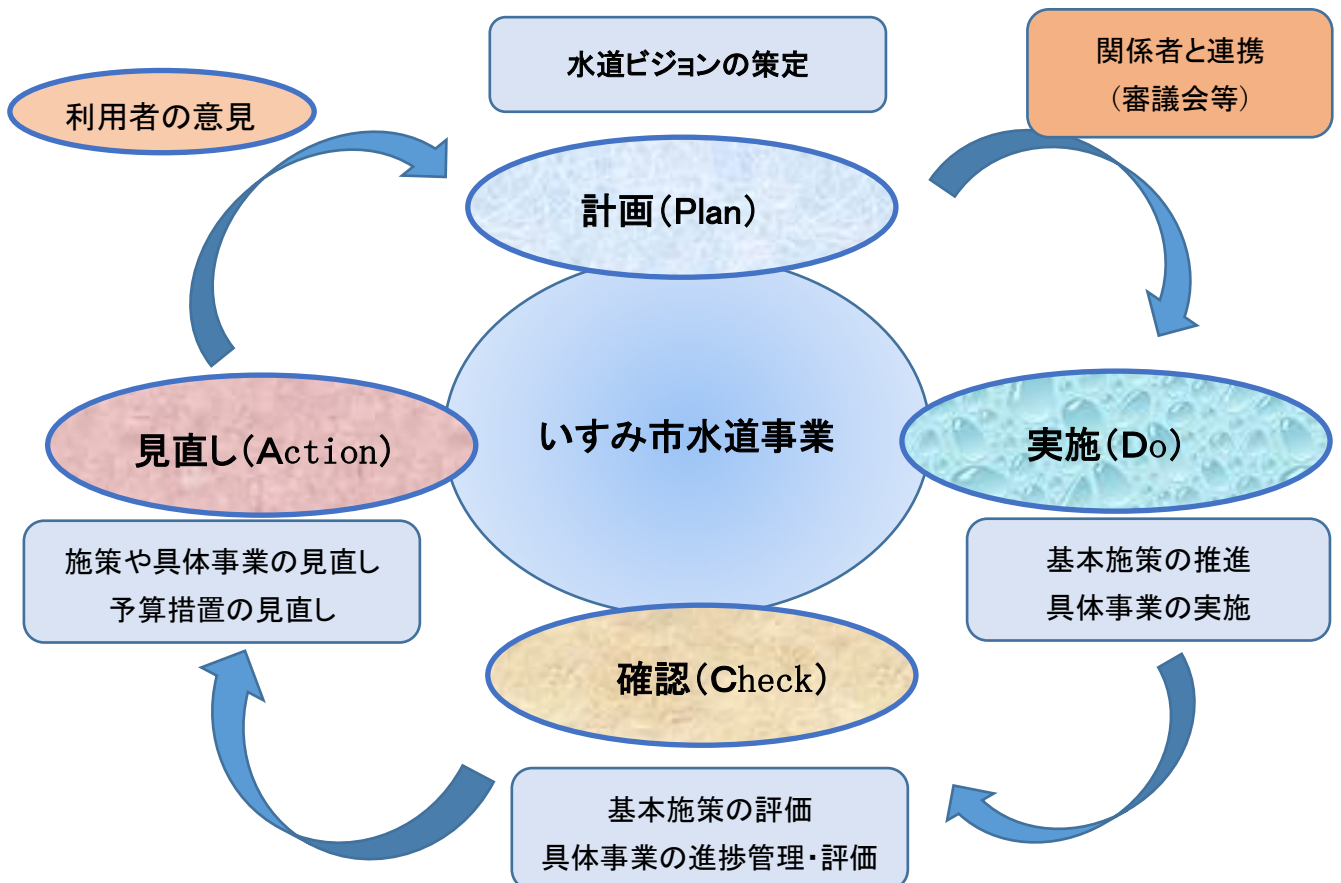 水道ビジョンの策定
関係者と連携
（審議会等）
利用者の意見
計画（Plan）
見直し（Action）
いすみ市水道事業
実施（Do）
施策や具体事業の見直し
予算措置の見直し
基本施策の推進
具体事業の実施
確認（Check）
基本施策の評価
具体事業の進捗管理・評価